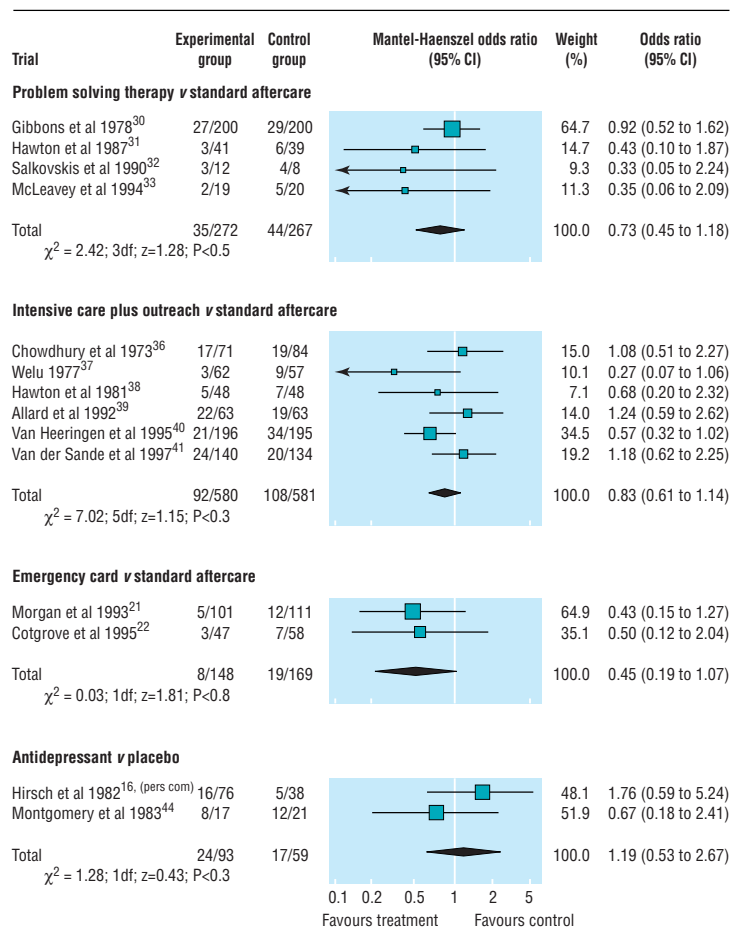 Trial Experimental group Control group Mantel-Haenszel odds ratio (95% CI) Weight (%) Odds ratio (95% CI)
Problem solving therapy v standard aftercare
Gibbons et al 197830 27/200 29/200 64.7 0.92 (0.52 to 1.62)
Hawton et al 198731 3/41 6/39 14.7 0.43 (0.10 to 1.87)
Salkovskis et al 199032 3/12 4/8 9.3 0.33 (0.05 to 2.24)
McLeavey et al 199433 2/19 5/20 11.3 0.35 (0.06 to 2.09)
Total 35/272 44/267 100.0 0.73 (0.45 to 1.18)
χ2 = 2.42; 3df; z=1.28; P<0.5
Intensive care plus outreach v standard aftercare
Chowdhury et al 197336 17/71 19/84 15.0 1.08 (0.51 to 2.27)
Welu 197737 3/62 9/57 10.1 0.27 (0.07 to 1.06)
Hawton et al 198138 5/48 7/48 7.1 0.68 (0.20 to 2.32)
Allard et al 199239 22/63 19/63 14.0 1.24 (0.59 to 2.62)
Van Heeringen et al 199540 21/196 34/195 34.5 0.57 (0.32 to 1.02)
Van der Sande et al 199741 24/140 20/134 19.2 1.18 (0.62 to 2.25)
Total 92/580 108/581 100.0 0.83 (0.61 to 1.14)
χ2 = 7.02; 5df; z=1.15; P<0.3
Emergency card v standard aftercare
Morgan et al 199321 5/101 12/111 64.9 0.43 (0.15 to 1.27)
Cotgrove et al 199522 3/47 7/58 35.1 0.50 (0.12 to 2.04)
Total 8/148 19/169 100.0 0.45 (0.19 to 1.07)
χ2 = 0.03; 1df; z=1.81; P<0.8
Antidepressant v placebo
Hirsch et al 198216, (pers com) 16/76 5/38 48.1 1.76 (0.59 to 5.24)
Montgomery et al 198344 8/17 12/21 51.9 0.67 (0.18 to 2.41)
Total 24/93 17/59 100.0 1.19 (0.53 to 2.67)
χ2 = 1.28; 1df; z=0.43; P<0.3
0.1 0.2 0.5 1 2 5
Favours treatment Favours control